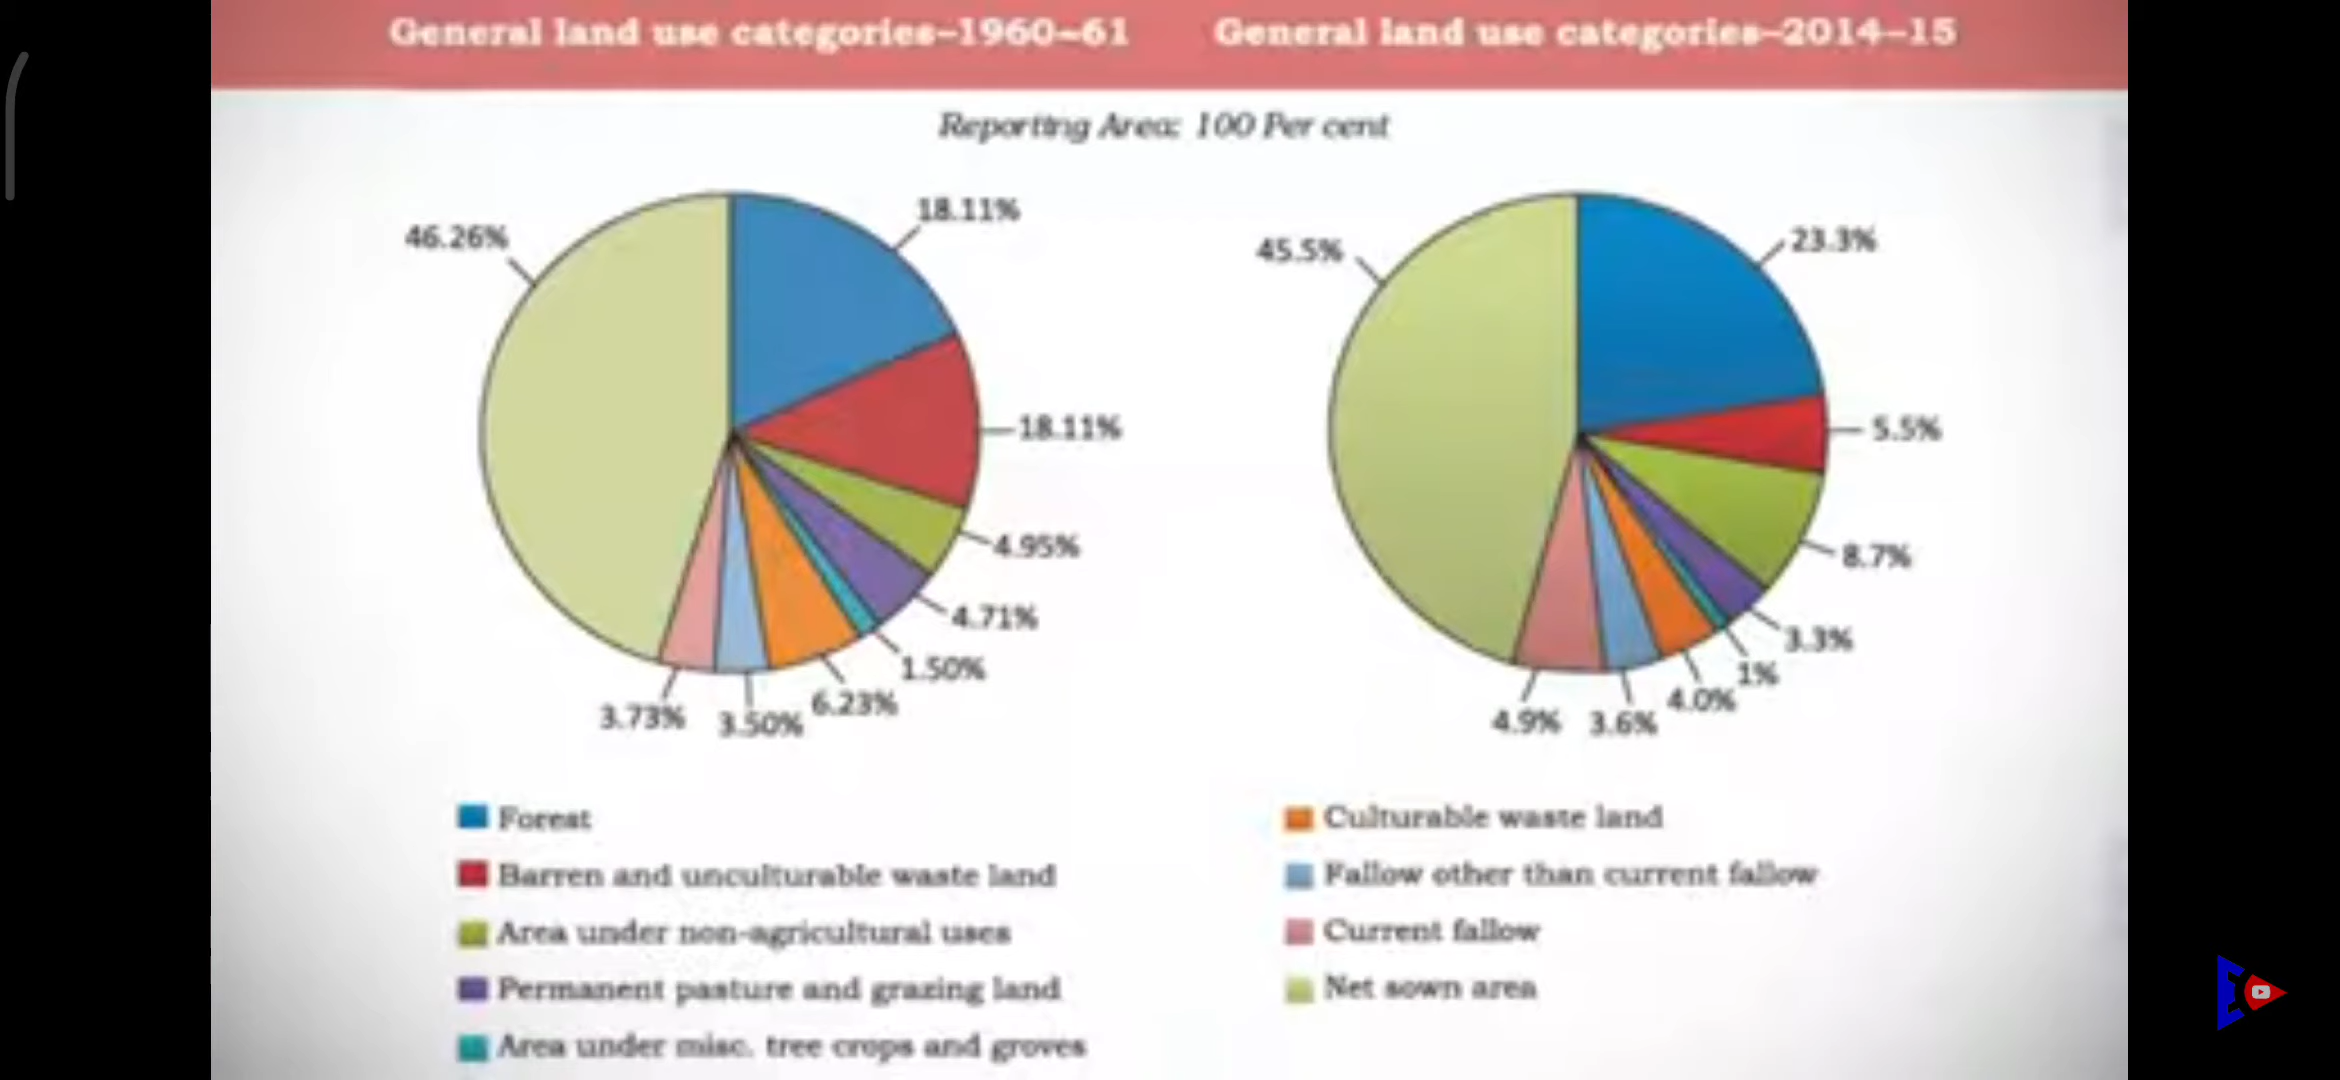 General land use categories–1960–61
General land use categories–2014–15
Reporting Area: 100 Per cent
46.26%
18.11%
18.11%
4.95%
4.71%
1.50%
6.23%
3.50%
3.73%
45.5%
23.3%
5.5%
8.7%
3.3%
1%
4.0%
3.6%
4.9%
Forest
Barren and unculturable waste land
Area under non-agricultural uses
Permanent pasture and grazing land
Area under misc. tree crops and groves
Culturable waste land
Fallow other than current fallow
Current fallow
Net sown area